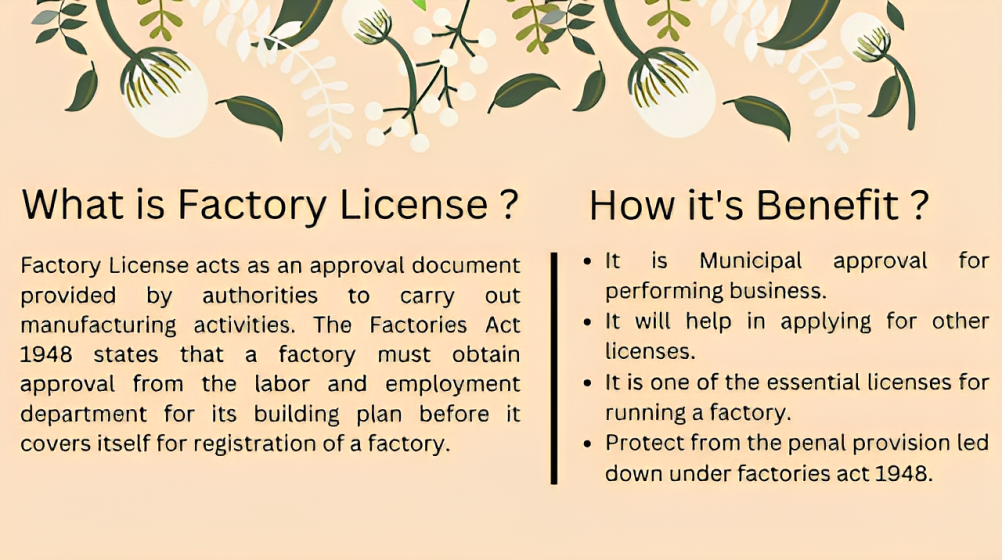 What is Factory License ?
Factory License acts as an approval document
provided by authorities to carry out
manufacturing activities. The Factories Act
1948 states that a factory must obtain
approval from the labor and employment
department for its building plan before it
covers itself for registration of a factory.
How it's Benefit ?
• It is Municipal approval for
performing business.
• It will help in applying for other
licenses.
• It is one of the essential licenses for
running a factory.
• Protect from the penal provision led
down under factories act 1948.